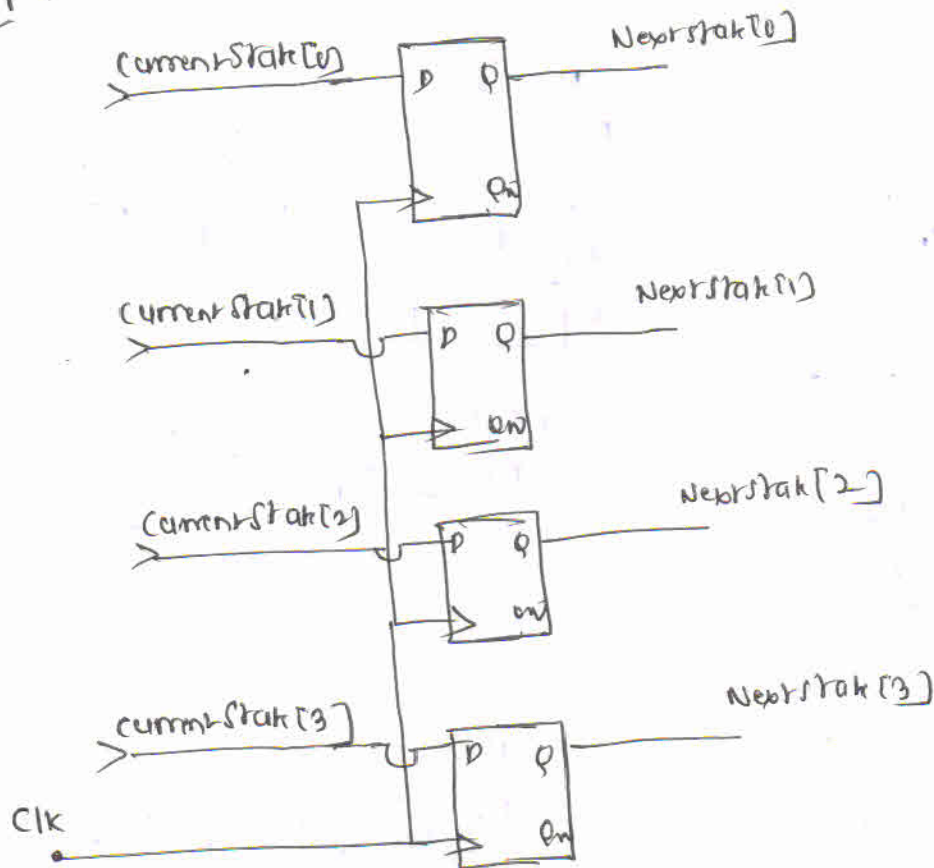 CurrentState[0]
NextState[0]
D Q
Qn
CurrentState[1]
NextState[1]
D Q
Qn
CurrentState[2]
NextState[2]
D Q
Qn
CurrentState[3]
NextState[3]
D Q
Clk
Qn